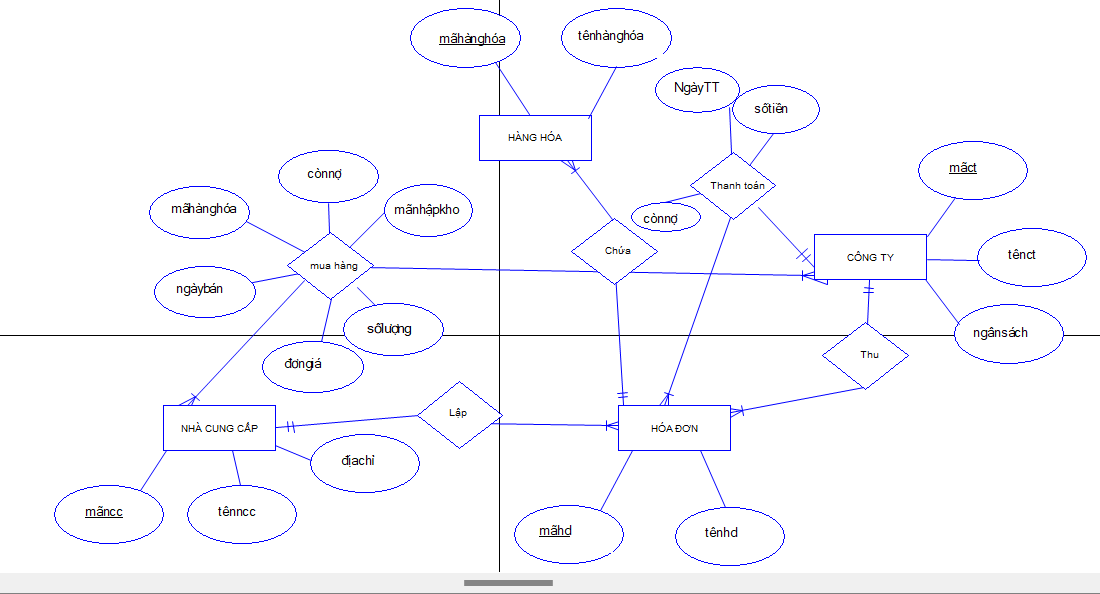 mãhànghóa
tênhànghóa
NgàyTT
sốtiền
HÀNG HÓA
cònnợ
mãct
mãhànghóa
mãnhậpkho
Thanh toán
cònnợ
mua hàng
Chứa
CÔNG TY
tênct
ngàybán
sốlượng
ngânsách
đơngiá
Thu
NHÀ CUNG CẤP
Lập
HÓA ĐƠN
địachỉ
mãncc
tênncc
mãhd
tênhd